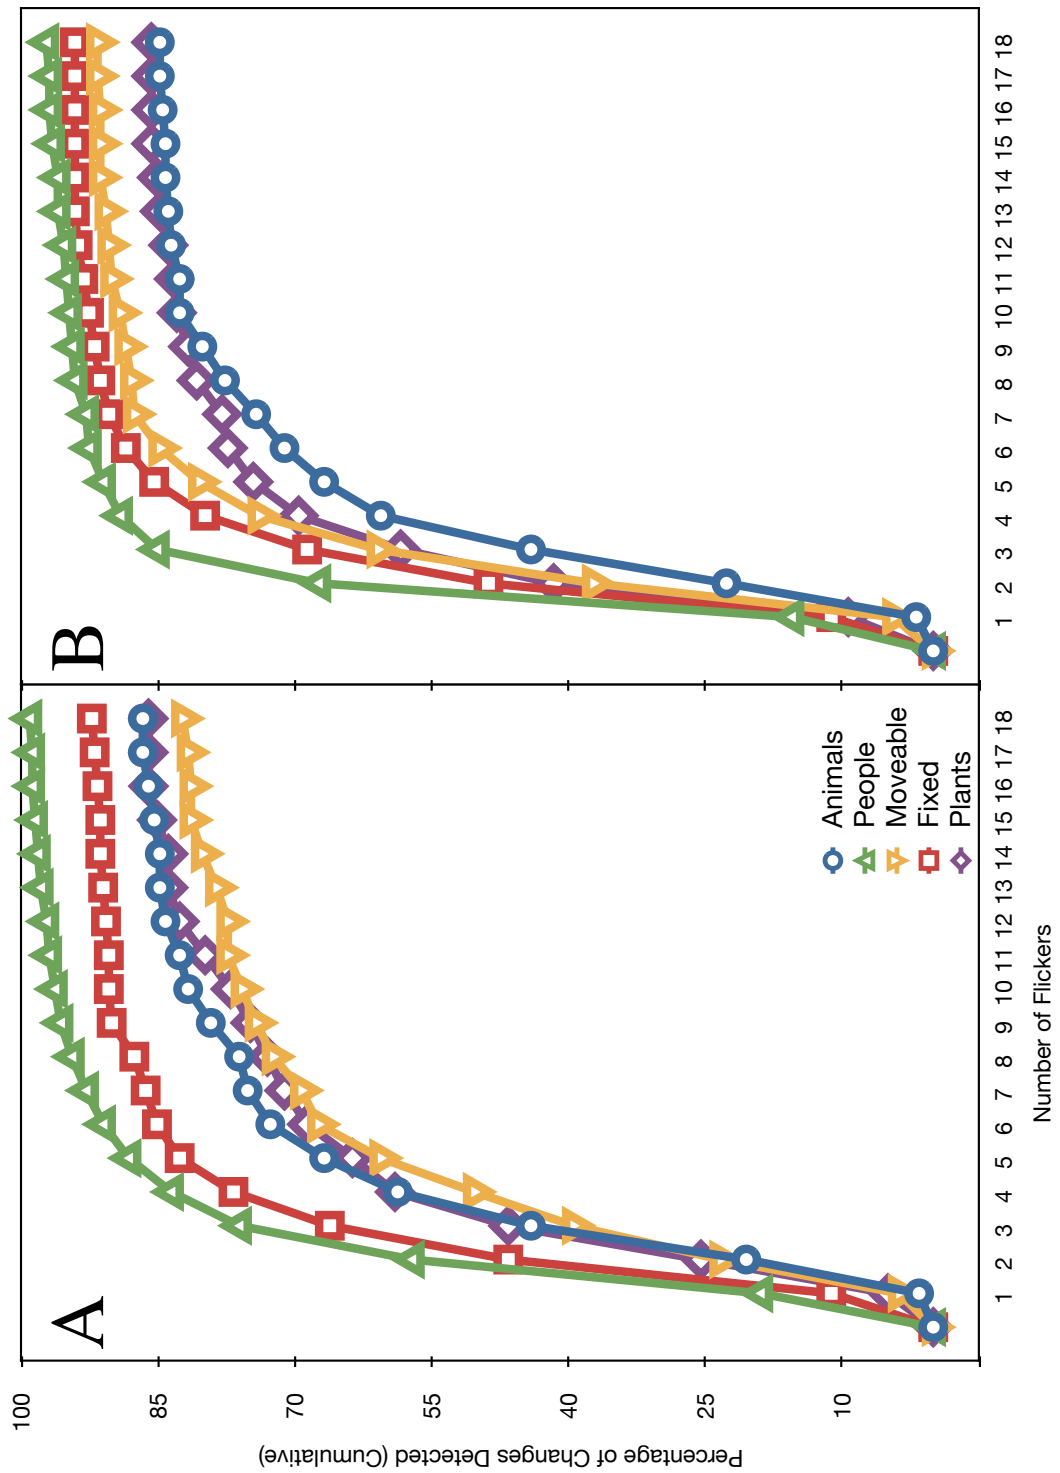 A
B
100
85
70
55
40
25
10
Percentage of Changes Detected (Cumulative)
Animals
People
Moveable
Fixed
Plants
1 2 3 4 5 6 7 8 9 10 11 12 13 14 15 16 17 18
1 2 3 4 5 6 7 8 9 10 11 12 13 14 15 16 17 18
Number of Flickers